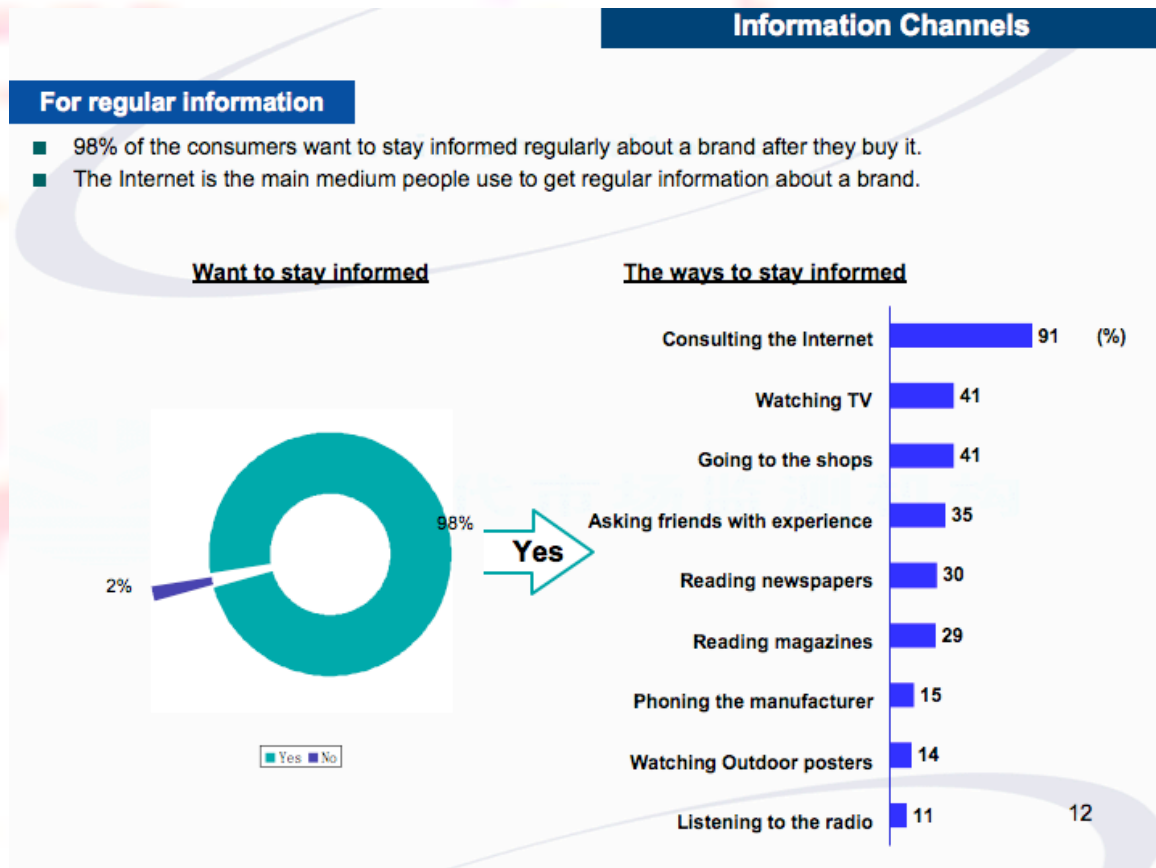 Information Channels
For regular information
98% of the consumers want to stay informed regularly about a brand after they buy it.
The Internet is the main medium people use to get regular information about a brand.
Want to stay informed
98%
2%
Yes
Yes No
The ways to stay informed
Consulting the Internet 91 (%)
Watching TV 41
Going to the shops 41
Asking friends with experience 35
Reading newspapers 30
Reading magazines 29
Phoning the manufacturer 15
Watching Outdoor posters 14
Listening to the radio 11
12